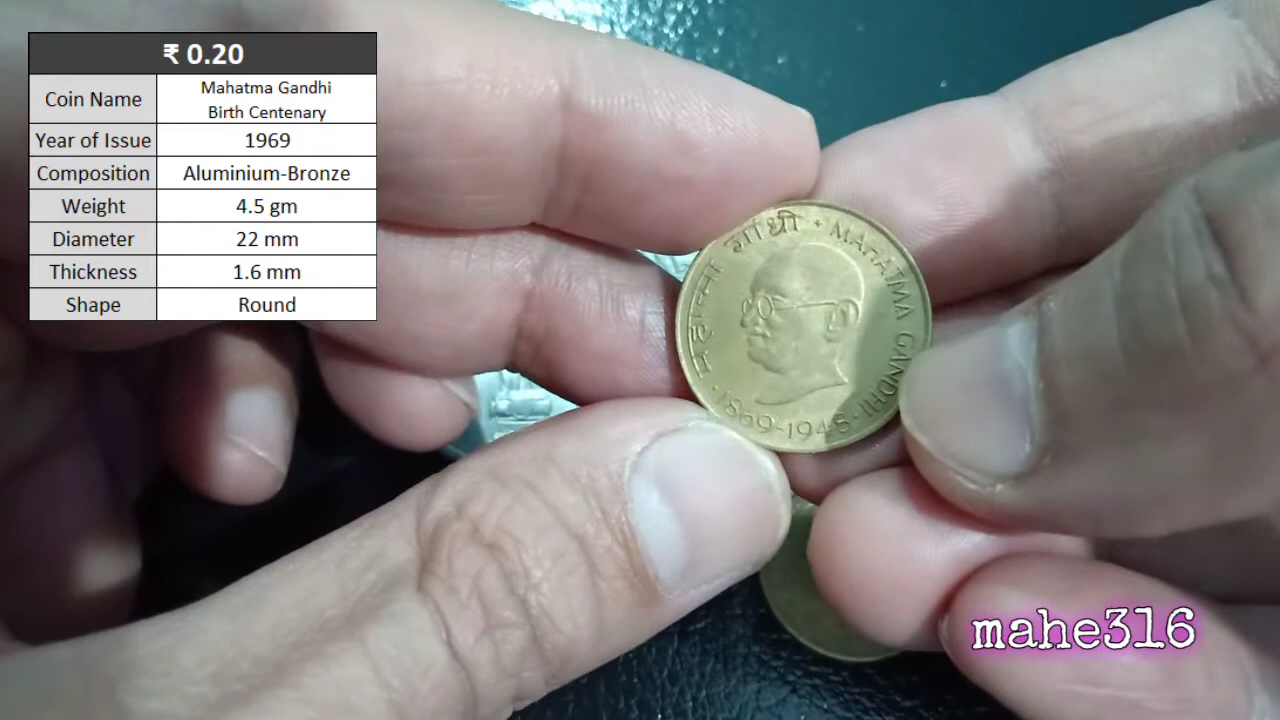 ₹ 0.20
Coin Name Mahatma Gandhi Birth Centenary
Year of Issue 1969
Composition Aluminium-Bronze
Weight 4.5 gm
Diameter 22 mm
Thickness 1.6 mm
Shape Round
महात्मा गांधी • MAHATMA GANDHI
• 1869-1948 •
mahe316